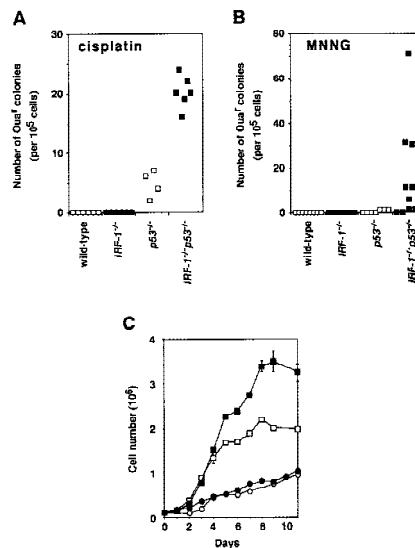 A
cisplatin
Number of Ouaʳ colonies
(per 10⁵ cells)
30
20
10
0
wild-type
IRF-1⁻/⁻
p53⁻/⁻
IRF-1⁻/⁻p53⁻/⁻
B
MNNG
Number of Ouaʳ colonies
(per 10⁵ cells)
80
60
40
20
0
wild-type
IRF-1⁻/⁻
p53⁻/⁻
IRF-1⁻/⁻p53⁻/⁻
C
Cell number (10⁶)
4
3
2
1
0
0 2 4 6 8 10
Days